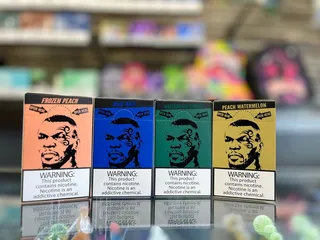 FROZEN PEACH
PEACH WATERMELON
WARNING:
This product
contains nicotine.
Nicotine is an
addictive chemical.
WARNING:
This product
contains nicotine.
Nicotine is an
addictive chemical.
WARNING:
This product
contains nicotine.
Nicotine is an
addictive chemical.
WARNING:
This product
contains nicotine.
Nicotine is an
addictive chemical.